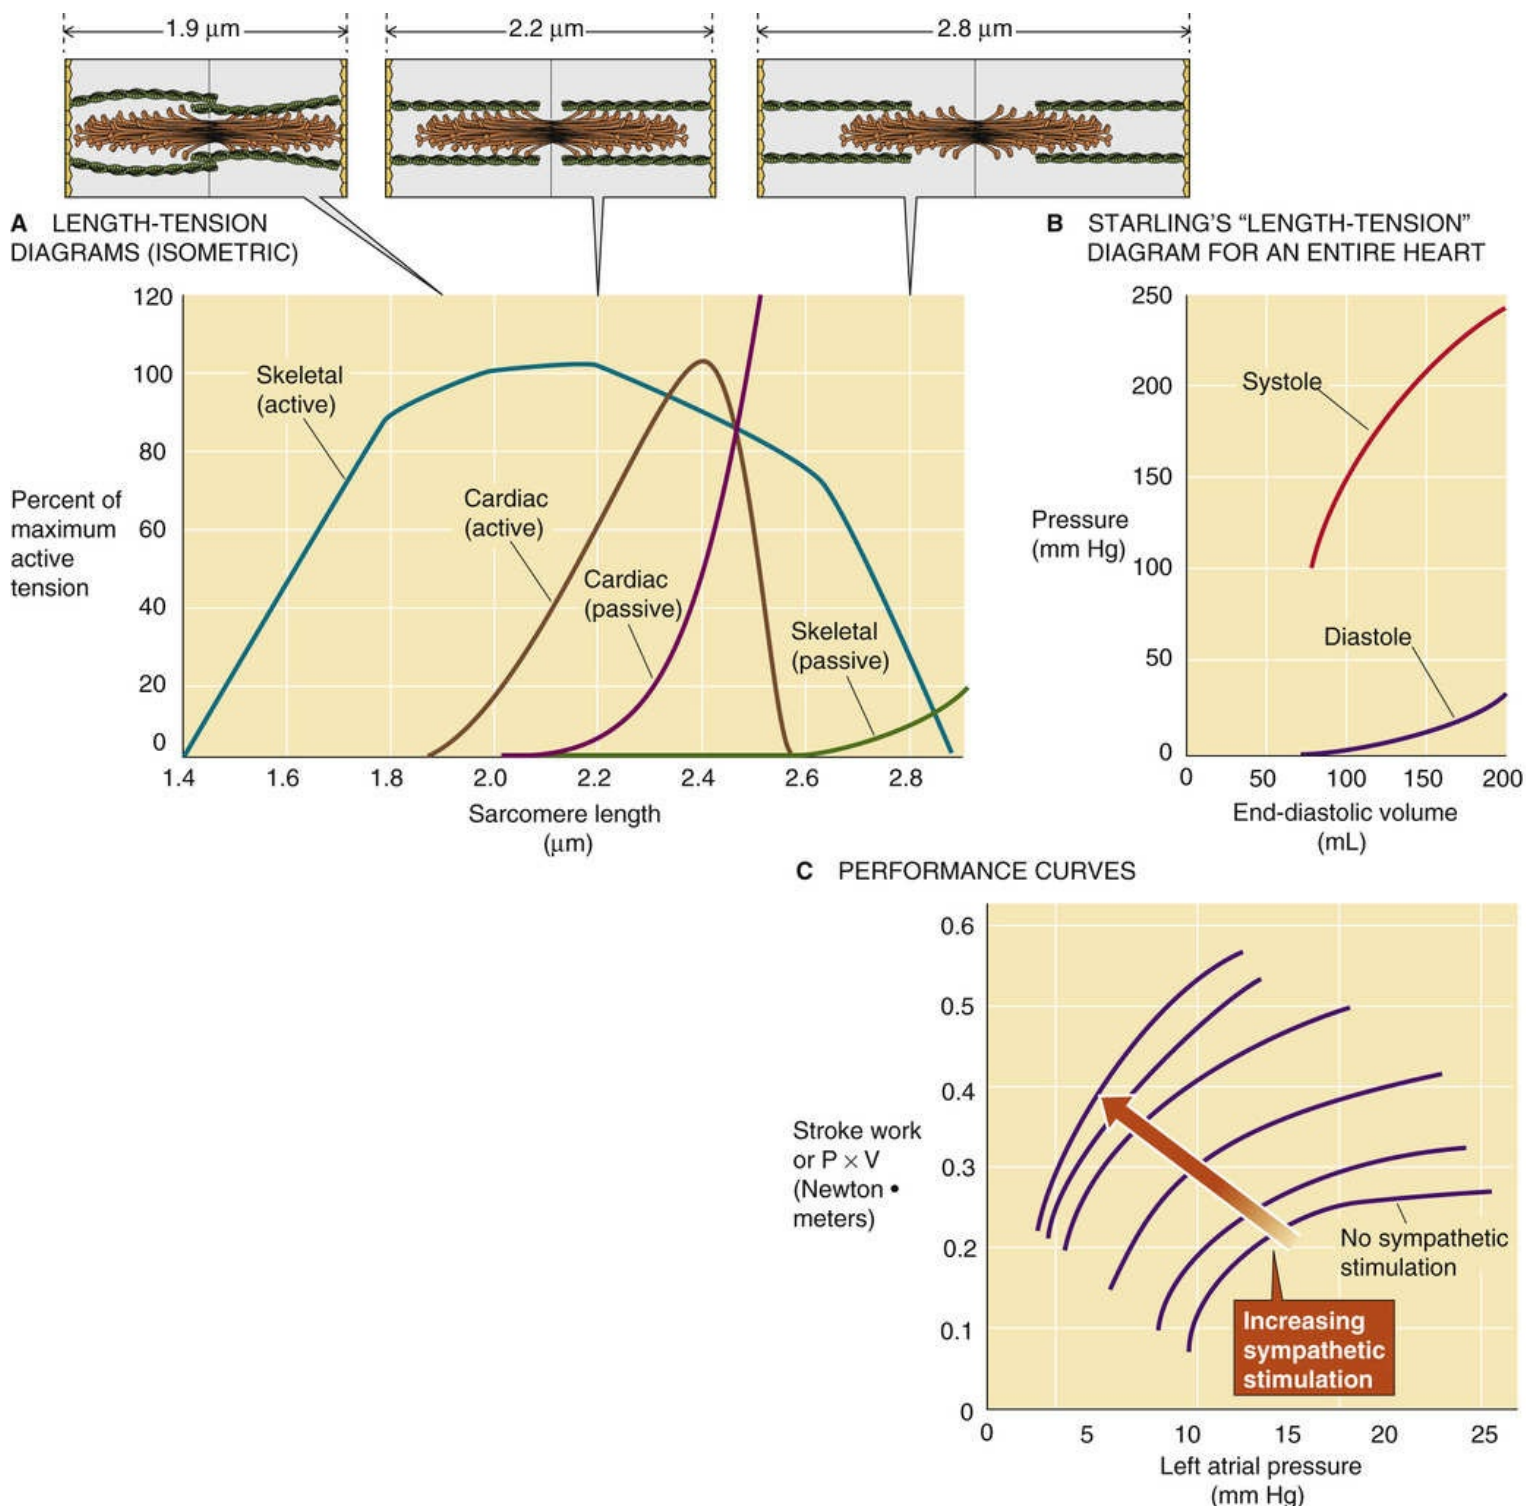 1.9 μm
2.2 μm
2.8 μm
A LENGTH-TENSION
DIAGRAMS (ISOMETRIC)
120
100
80
60
40
20
0
Percent of
maximum
active
tension
Skeletal
(active)
Cardiac
(active)
Cardiac
(passive)
Skeletal
(passive)
1.4 1.6 1.8 2.0 2.2 2.4 2.6 2.8
Sarcomere length
(μm)
B STARLING’S “LENGTH-TENSION”
DIAGRAM FOR AN ENTIRE HEART
250
200
150
100
50
0
Pressure
(mm Hg)
Systole
Diastole
0 50 100 150 200
End-diastolic volume
(mL)
C PERFORMANCE CURVES
0.6
0.5
0.4
0.3
0.2
0.1
0
Stroke work
or P × V
(Newton •
meters)
No sympathetic
stimulation
Increasing
sympathetic
stimulation
0 5 10 15 20 25
Left atrial pressure
(mm Hg)